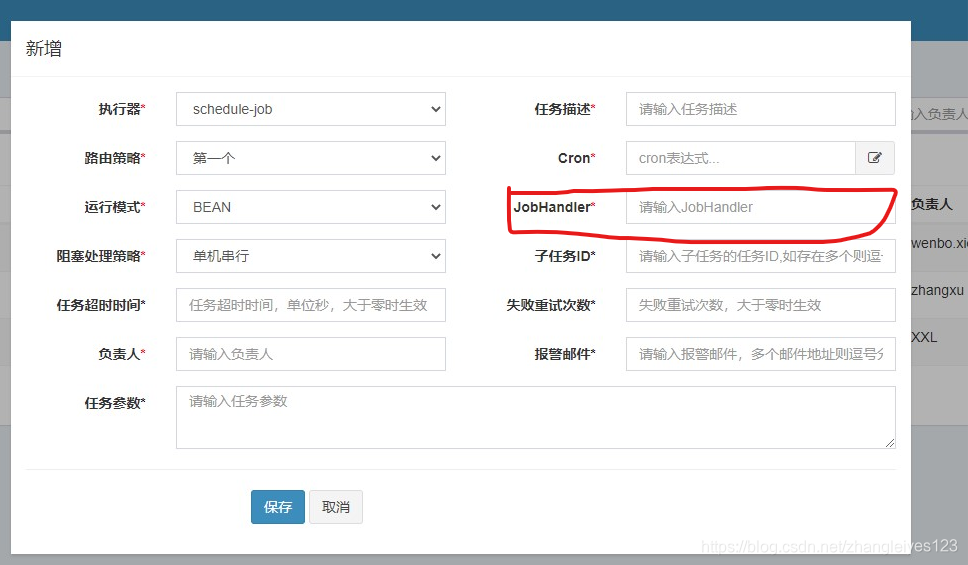 新增
执行器* schedule-job 任务描述* 请输入任务描述
入负责人
路由策略* 第一个 Cron* cron表达式...
运行模式* BEAN JobHandler* 请输入JobHandler
负责人
阻塞处理策略* 单机串行 子任务ID* 请输入子任务的任务ID,如存在多个则逗
wenbo.xie
任务超时时间* 任务超时时间，单位秒，大于零时生效 失败重试次数* 失败重试次数，大于零时生效
zhangxu
负责人* 请输入负责人 报警邮件* 请输入报警邮件，多个邮件地址则逗号分
XXL
任务参数* 请输入任务参数
保存 取消
https://blog.csdn.net/zhangleiyes123